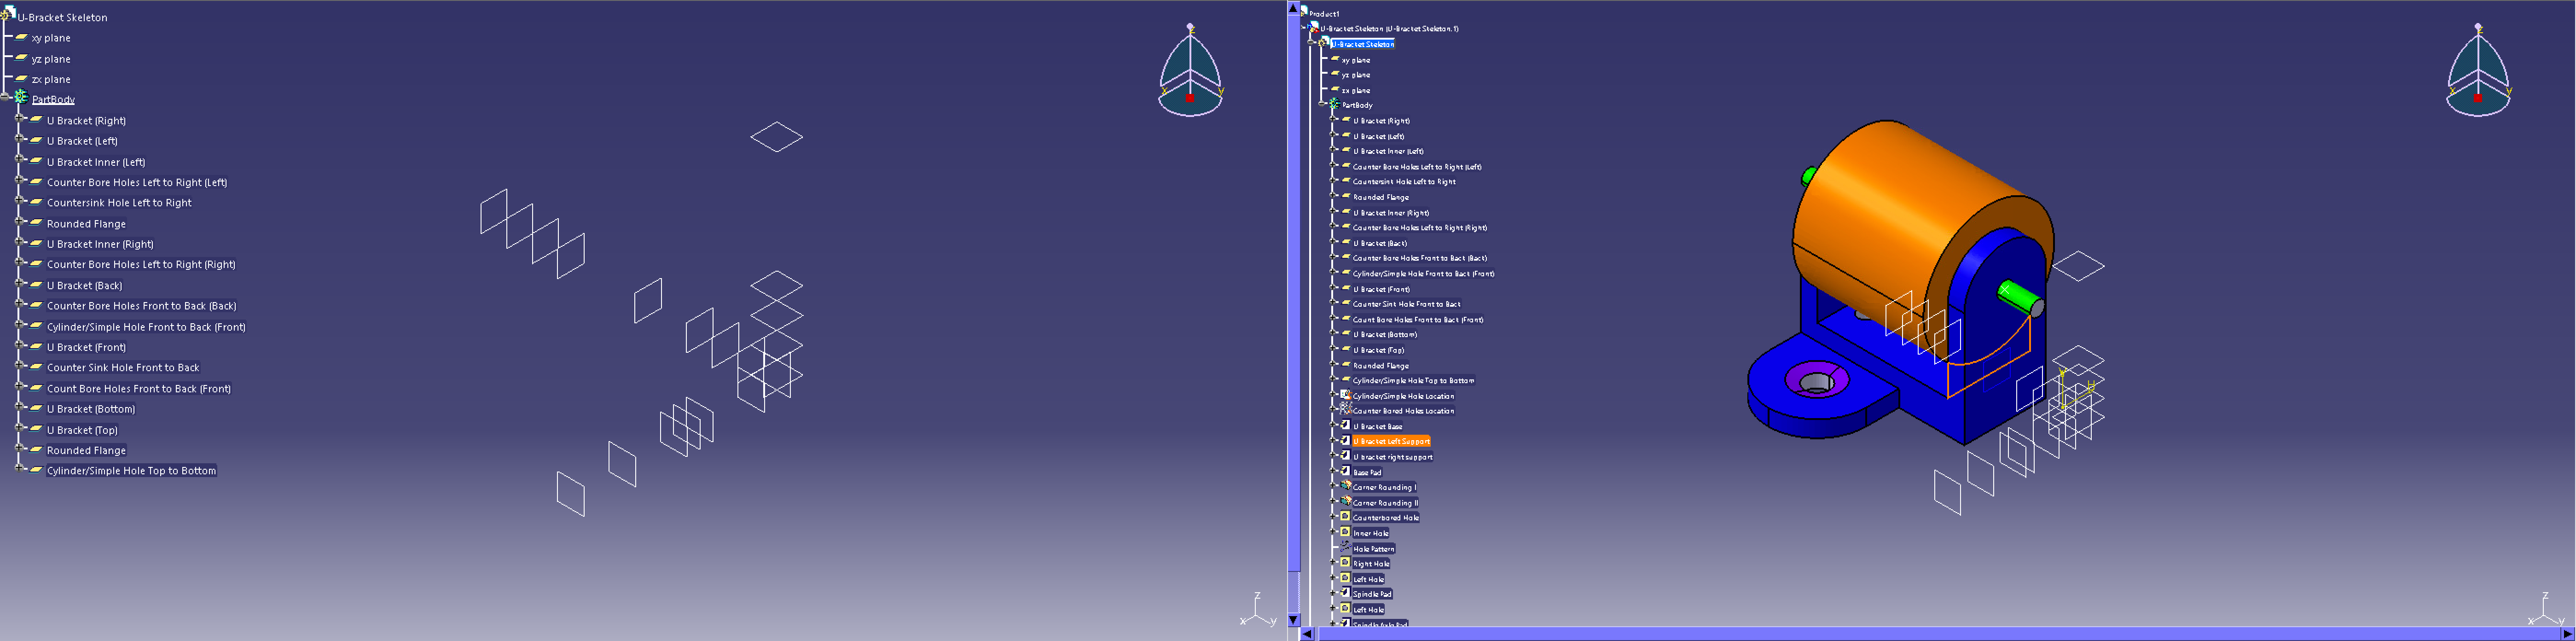 U-Bracket Skeleton
xy plane
yz plane
zx plane
PartBody
U Bracket (Right)
U Bracket (Left)
U Bracket Inner (Left)
Counter Bore Holes Left to Right (Left)
Countersink Hole Left to Right
Rounded Flange
U Bracket Inner (Right)
Counter Bore Holes Left to Right (Right)
U Bracket (Back)
Counter Bore Holes Front to Back (Back)
Cylinder/Simple Hole Front to Back (Front)
U Bracket (Front)
Counter Sink Hole Front to Back
Count Bore Holes Front to Back (Front)
U Bracket (Bottom)
U Bracket (Top)
Rounded Flange
Cylinder/Simple Hole Top to Bottom
z
x y
Product1
U-Bracket Skeleton (U-Bracket Skeleton.1)
U-Bracket Skeleton
xy plane
yz plane
zx plane
PartBody
U Bracket (Right)
U Bracket (Left)
U Bracket Inner (Left)
Counter Bore Holes Left to Right (Left)
Countersink Hole Left to Right
Rounded Flange
U Bracket Inner (Right)
Counter Bore Holes Left to Right (Right)
U Bracket (Back)
Counter Bore Holes Front to Back (Back)
Cylinder/Simple Hole Front to Back (Front)
U Bracket (Front)
Counter Sink Hole Front to Back
Count Bore Holes Front to Back (Front)
U Bracket (Bottom)
U Bracket (Top)
Rounded Flange
Cylinder/Simple Hole Top to Bottom
Cylinder/Simple Hole Location
Counter Bored Holes Location
U Bracket Base
U Bracket Left Support
U bracket right support
Base Pad
Corner Rounding I
Corner Rounding II
Counterbored Hole
Inner Hole
Hole Pattern
Right Hole
Left Hole
Spindle Pad
Left Hole
V
H
z
x y